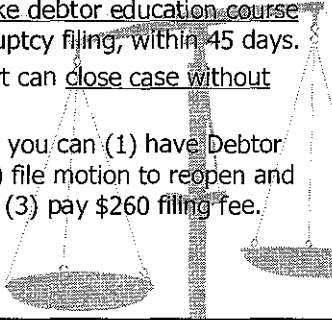 ke debtor education course
uptcy filing, within 45 days.
t can close case without
you can (1) have Debtor
) file motion to reopen and
(3) pay $260 filing fee.